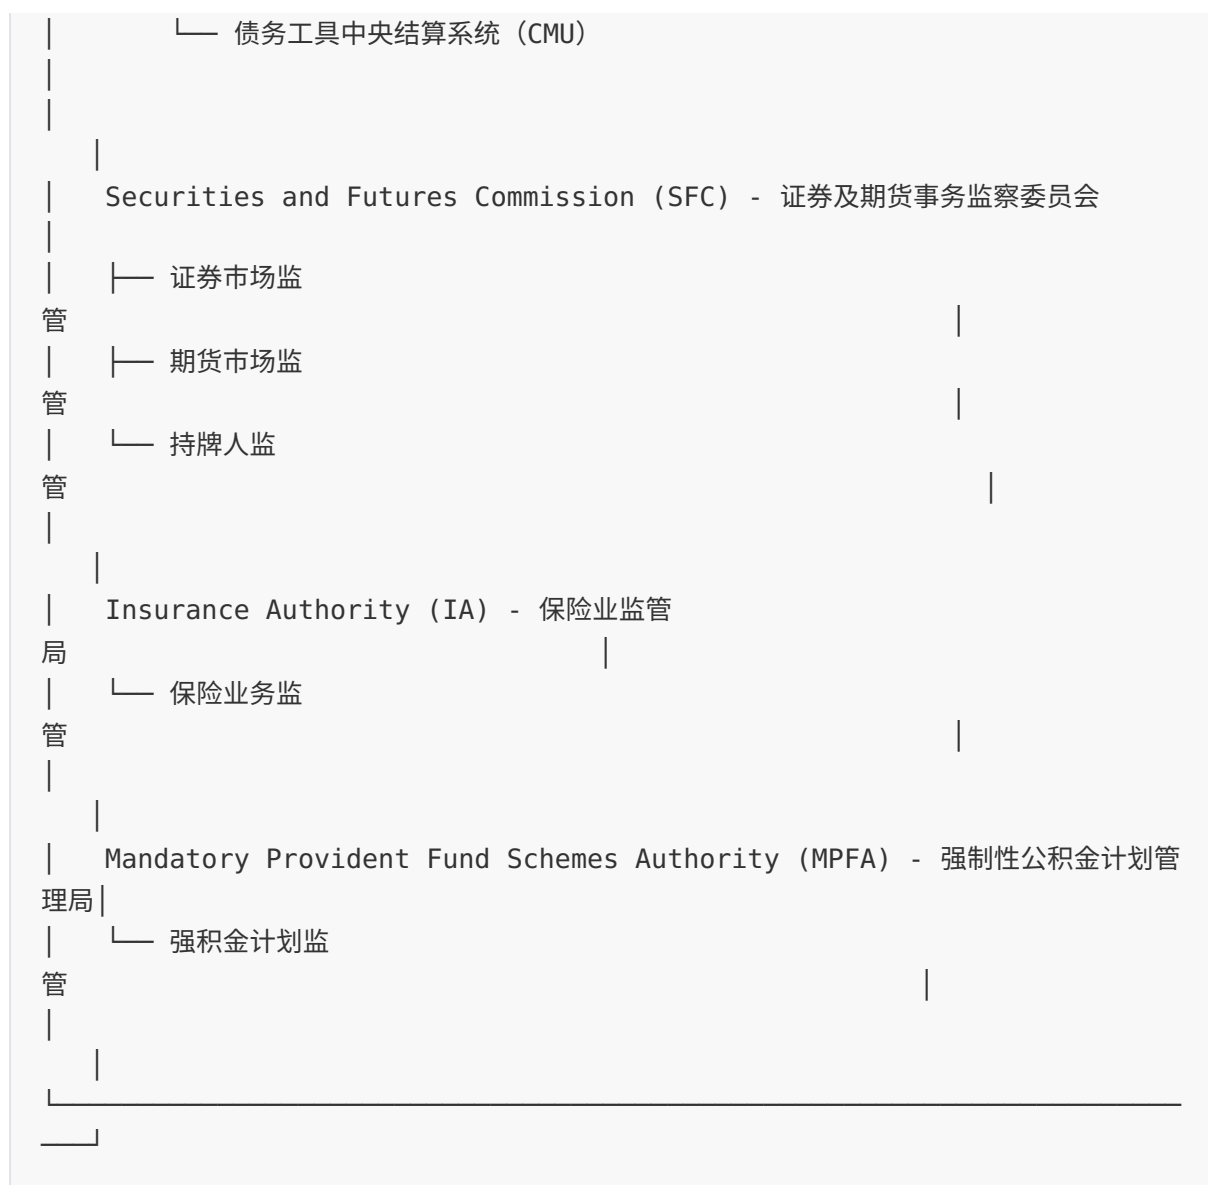 │       └── 债务工具中央结算系统（CMU）
│
│
   │
│   Securities and Futures Commission (SFC) - 证券及期货事务监察委员会
│
│   ├── 证券市场监
管                                                       │
│   ├── 期货市场监
管                                                       │
│   └── 持牌人监
管                                                         │
│
   │
│   Insurance Authority (IA) - 保险业监管
局                                 │
│   └── 保险业务监
管                                                       │
│
   │
│   Mandatory Provident Fund Schemes Authority (MPFA) - 强制性公积金计划管
理局│
│   └── 强积金计划监
管                                                     │
│
   │
└──────────────────────────────────────────────────────────────────────
───┘